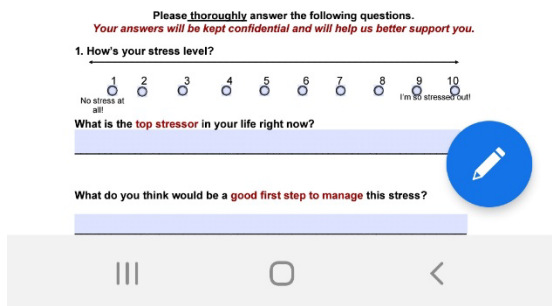 Please thoroughly answer the following questions.
Your answers will be kept confidential and will help us better support you.
1. How's your stress level?
1 2 3 4 5 6 7 8 9 10
No stress at all!
I'm so stressed out!
What is the top stressor in your life right now?
What do you think would be a good first step to manage this stress?